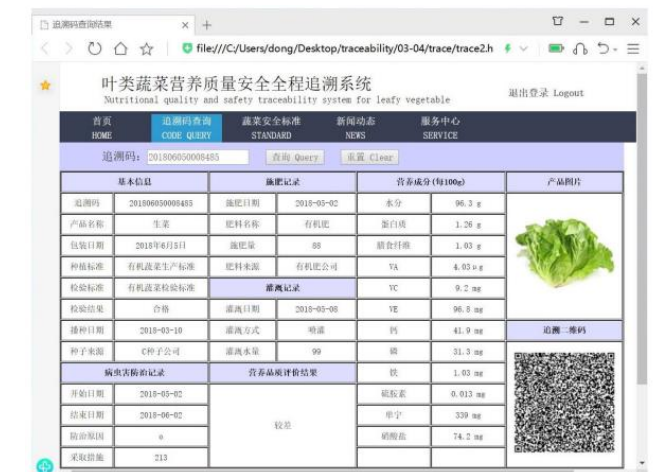 追溯码查询结果
file:///C:/Users/dong/Desktop/traceability/03-04/trace/trace2.h
叶类蔬菜营养质量安全全程追溯系统
Nutritional quality and safety traceability system for leafy vegetable
退出登录 Logout
首页 追溯码查询 蔬菜安全标准 新闻动态 服务中心
HOME CODE QUERY STANDARD NEWS SERVICE
追溯码: 201806050006485 查询 Query 重置 Clear
基本信息 施肥记录 营养成分(每100g) 产品图片
追溯码 201806050006485 施肥日期 2018-05-02 水分 96.3 g
产品名称 生菜 肥料名称 有机肥 蛋白质 1.26 g
包装日期 2018年6月5日 施肥量 88 膳食纤维 1.03 g
种植标准 有机蔬菜生产标准 肥料来源 有机肥公司 VA 4.03 μg
检验标准 有机蔬菜检验标准 灌溉记录 VC 9.2 mg
检验结果 合格 灌溉日期 2018-05-08 VE 96.8 mg
播种日期 2018-03-10 灌溉方式 喷灌 钙 41.9 mg 追溯二维码
种子来源 C种子公司 灌溉水量 99 磷 31.3 mg
病虫害防治记录 营养品质评价结果 铁 1.03 mg
开始日期 2018-05-02 硫胺素 0.013 mg
结束日期 2018-06-02 较差 单宁 339 mg
防治原因 硝酸盐 74.2 mg
采取措施 213